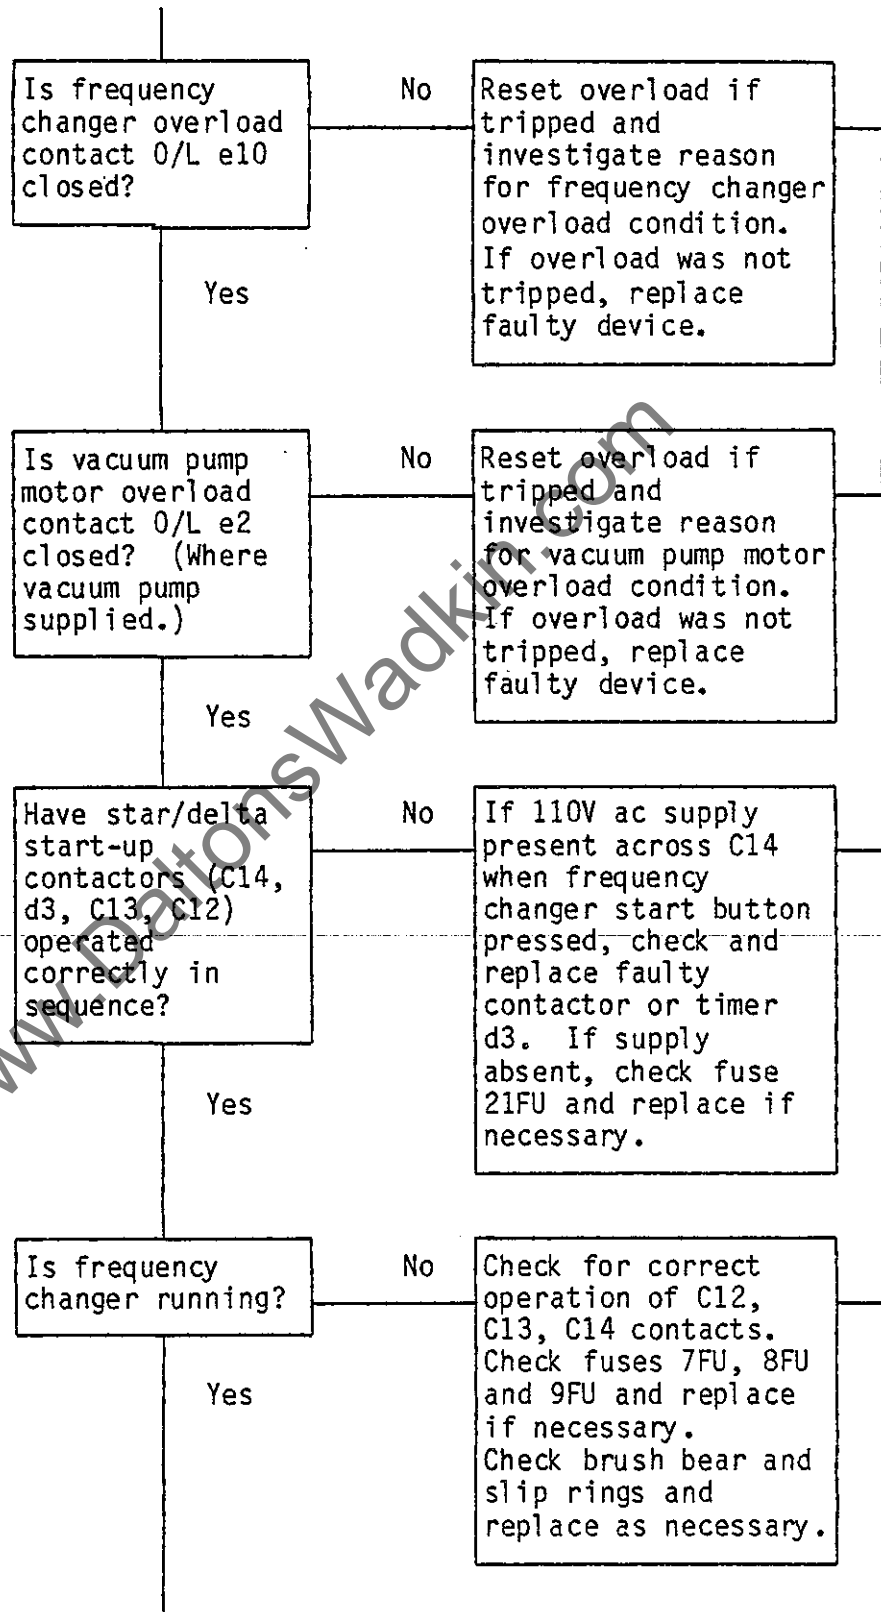 Is frequency
changer overload
contact O/L e10
closed?
No
Reset overload if
tripped and
investigate reason
for frequency changer
overload condition.
If overload was not
tripped, replace
faulty device.
Yes
Is vacuum pump
motor overload
contact O/L e2
closed? (Where
vacuum pump
supplied.)
No
Reset overload if
tripped and
investigate reason
for vacuum pump motor
overload condition.
If overload was not
tripped, replace
faulty device.
Yes
Have star/delta
start-up
contactors (C14,
d3, C13, C12)
operated
correctly in
sequence?
No
If 110V ac supply
present across C14
when frequency
changer start button
pressed, check and
replace faulty
contactor or timer
d3. If supply
absent, check fuse
21FU and replace if
necessary.
Yes
Is frequency
changer running?
No
Check for correct
operation of C12,
C13, C14 contacts.
Check fuses 7FU, 8FU
and 9FU and replace
if necessary.
Check brush bear and
slip rings and
replace as necessary.
Yes
www.DaltonsWadkin.com